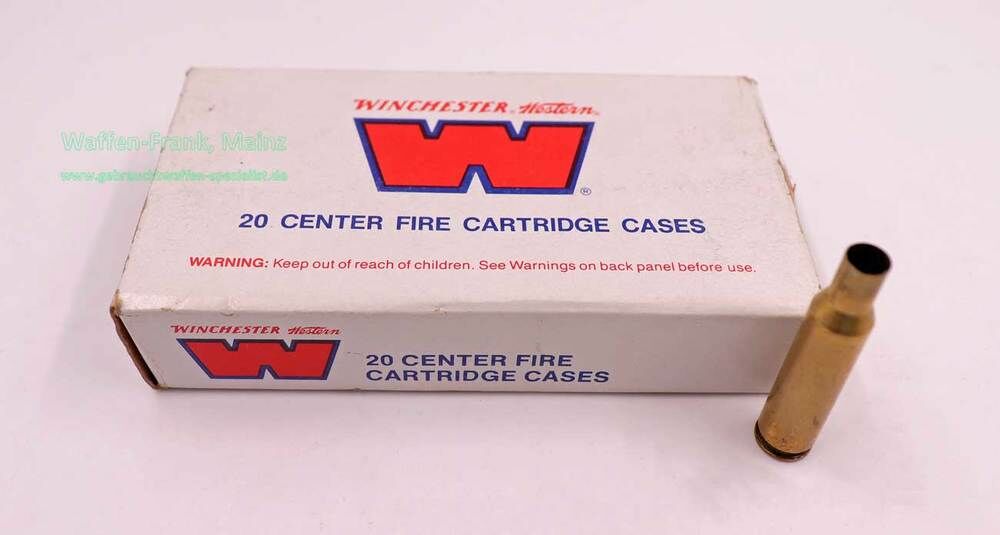 WINCHESTER Western
Waffen-Frank, Mainz
www.gebrauchtwaffen-spezialist.de
W
®
20 CENTER FIRE CARTRIDGE CASES
WARNING: Keep out of reach of children. See Warnings on back panel before use.
WINCHESTER Western
W
20 CENTER FIRE
CARTRIDGE CASES